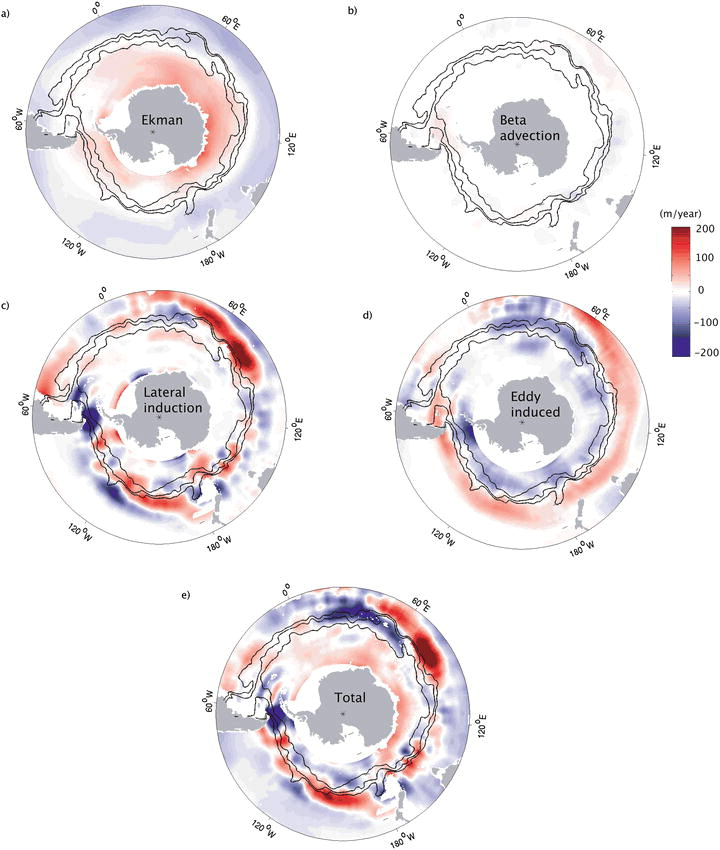 a)
0°
60°E
120°E
180°W
120°W
60°W
Ekman
b)
0°
60°E
120°E
180°W
120°W
60°W
Beta
advection
(m/year)
200
100
0
−100
−200
c)
0°
60°E
120°E
180°W
120°W
60°W
Lateral
induction
d)
0°
60°E
120°E
180°W
120°W
60°W
Eddy
induced
e)
0°
60°E
120°E
180°W
120°W
60°W
Total